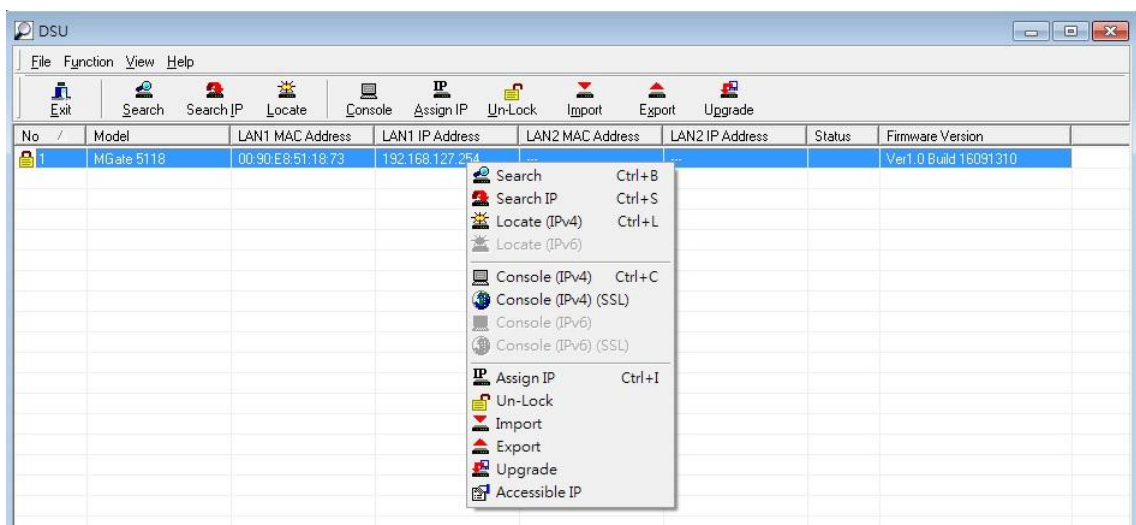 DSU
File Function View Help
Exit Search Search IP Locate Console Assign IP Un-Lock Import Export Upgrade
No / Model LAN1 MAC Address LAN1 IP Address LAN2 MAC Address LAN2 IP Address Status Firmware Version
1 MGate 5118 00:90:E8:51:18:73 192.168.127.254 --- --- Ver1.0 Build 16091310
Search Ctrl+B
Search IP Ctrl+S
Locate (IPv4) Ctrl+L
Locate (IPv6)
Console (IPv4) Ctrl+C
Console (IPv4) (SSL)
Console (IPv6)
Console (IPv6) (SSL)
IP Assign IP Ctrl+I
Un-Lock
Import
Export
Upgrade
Accessible IP